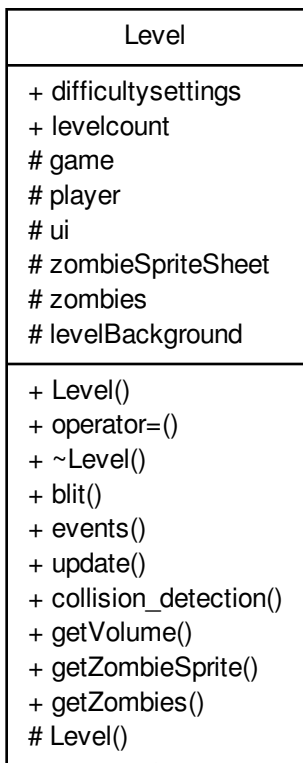 Level
+ difficultysettings
+ levelcount
# game
# player
# ui
# zombieSpriteSheet
# zombies
# levelBackground
+ Level()
+ operator=()
+ ~Level()
+ blit()
+ events()
+ update()
+ collision_detection()
+ getVolume()
+ getZombieSprite()
+ getZombies()
# Level()